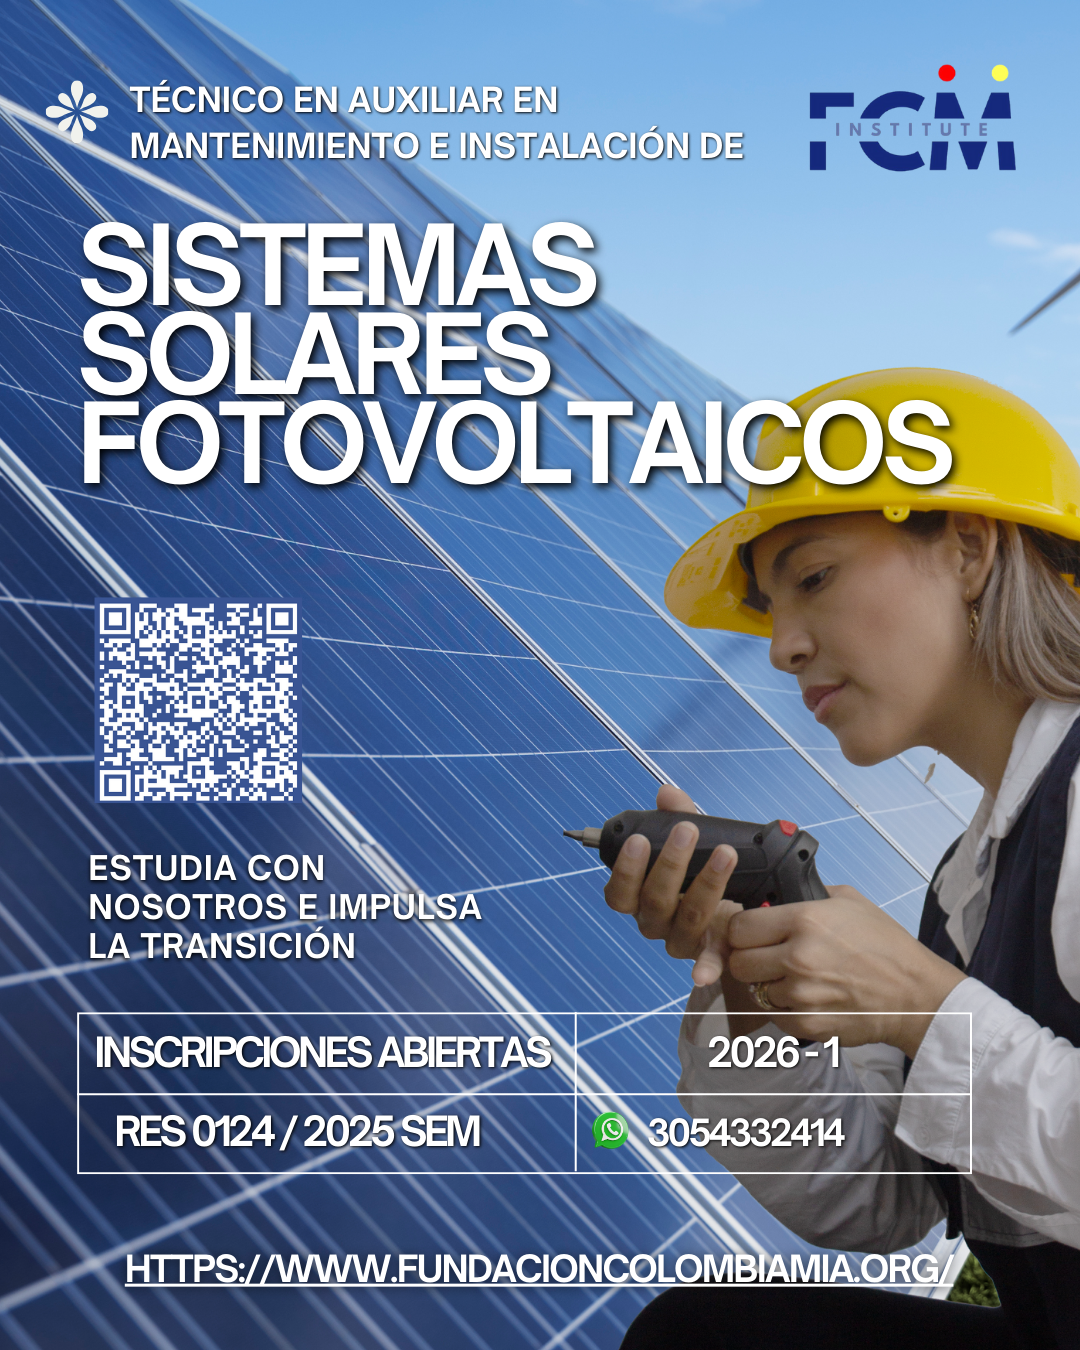 TÉCNICO EN AUXILIAR EN
MANTENIMIENTO E INSTALACIÓN DE
FCM
INSTITUTE
SISTEMAS
SOLARES
FOTOVOLTAICOS
ESTUDIA CON
NOSOTROS E IMPULSA
LA TRANSICIÓN
INSCRIPCIONES ABIERTAS
2026 - 1
RES 0124 / 2025 SEM
3054332414
HTTPS://WWW.FUNDACIONCOLOMBIAMIA.ORG/